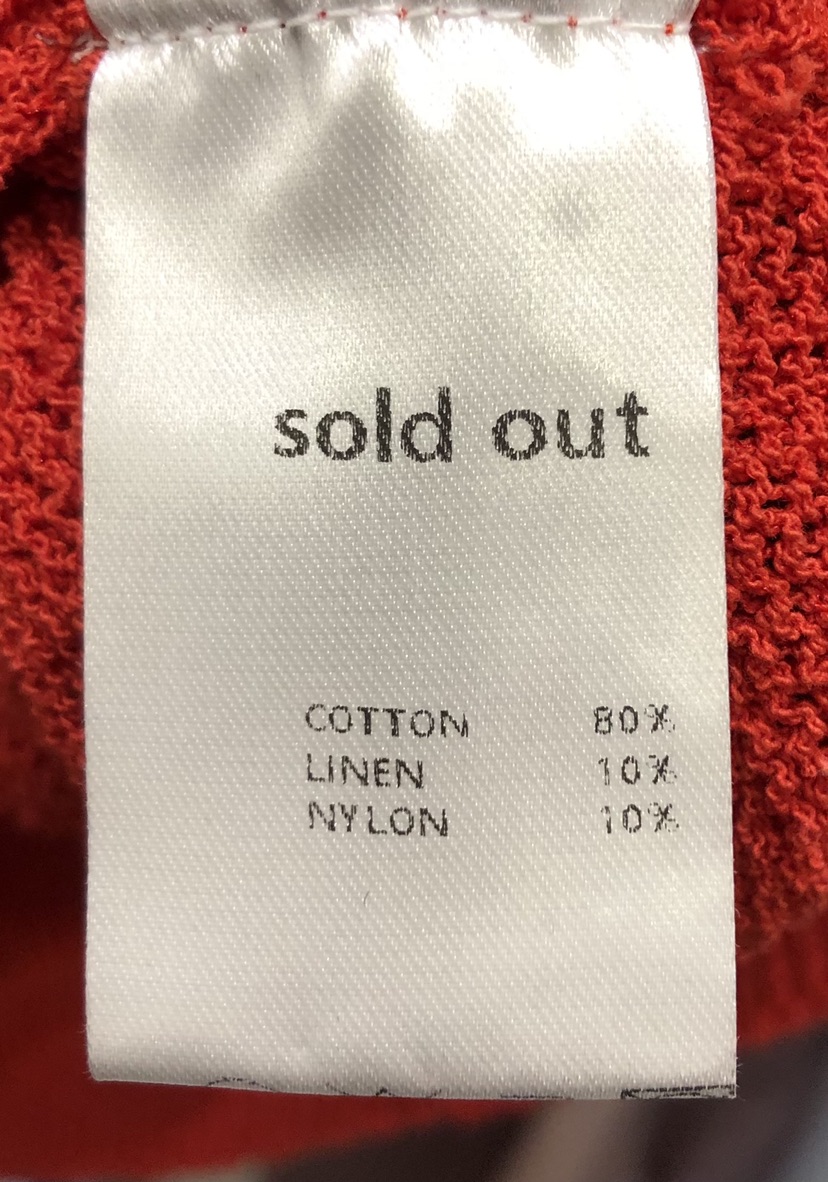 sold out
COTTON 80%
LINEN 10%
NYLON 10%